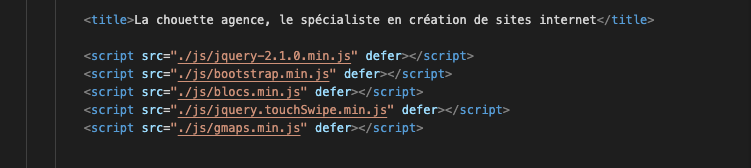 <title>La chouette agence, le spécialiste en création de sites internet</title>
<script src="./js/jquery-2.1.0.min.js" defer></script>
<script src="./js/bootstrap.min.js" defer></script>
<script src="./js/blocs.min.js" defer></script>
<script src="./js/jquery.touchSwipe.min.js" defer></script>
<script src="./js/gmaps.min.js" defer></script>